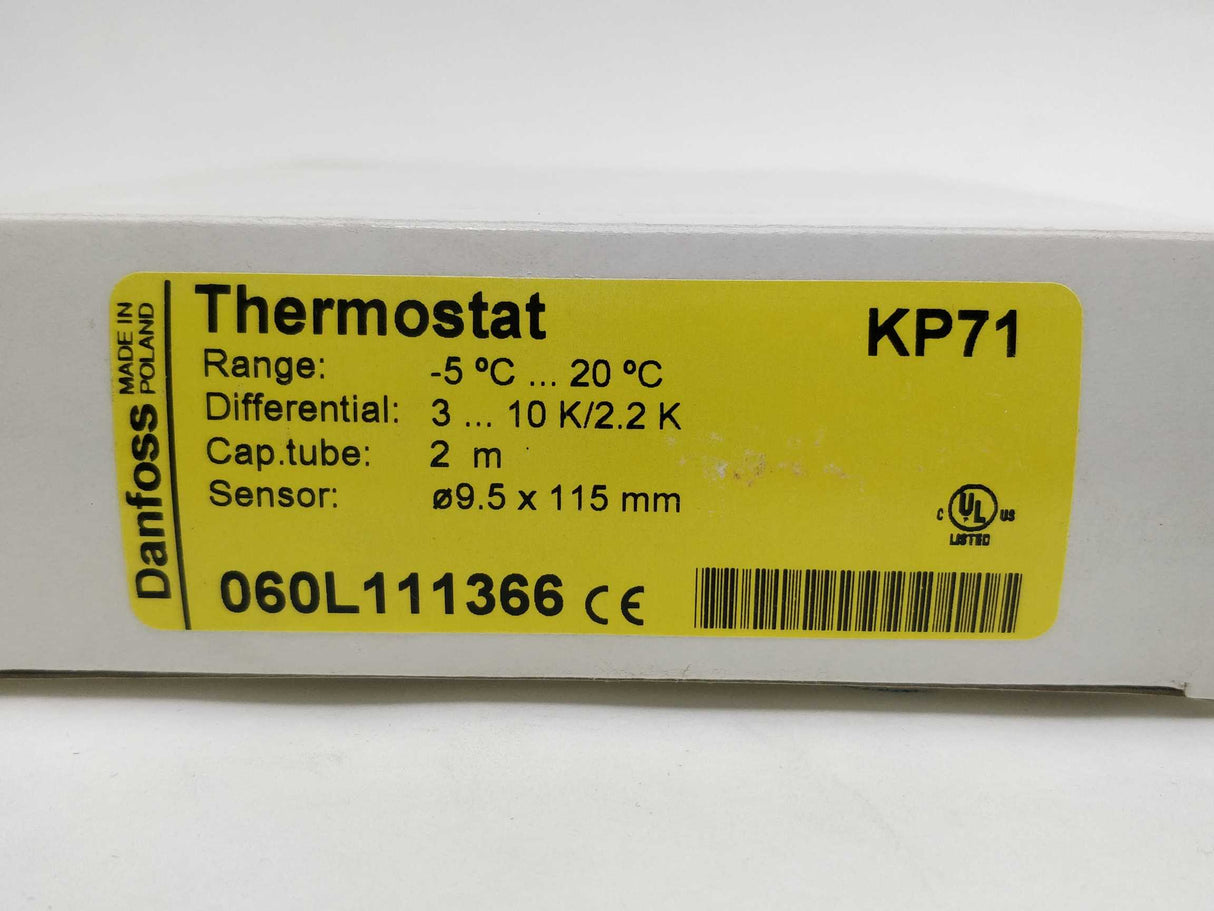 Danfoss MADE IN
POLAND
Thermostat KP71
Range: -5 ºC ... 20 ºC
Differential: 3 ... 10 K/2.2 K
Cap.tube: 2 m
Sensor: ø9.5 x 115 mm
C UL US
LISTED
060L111366 CE